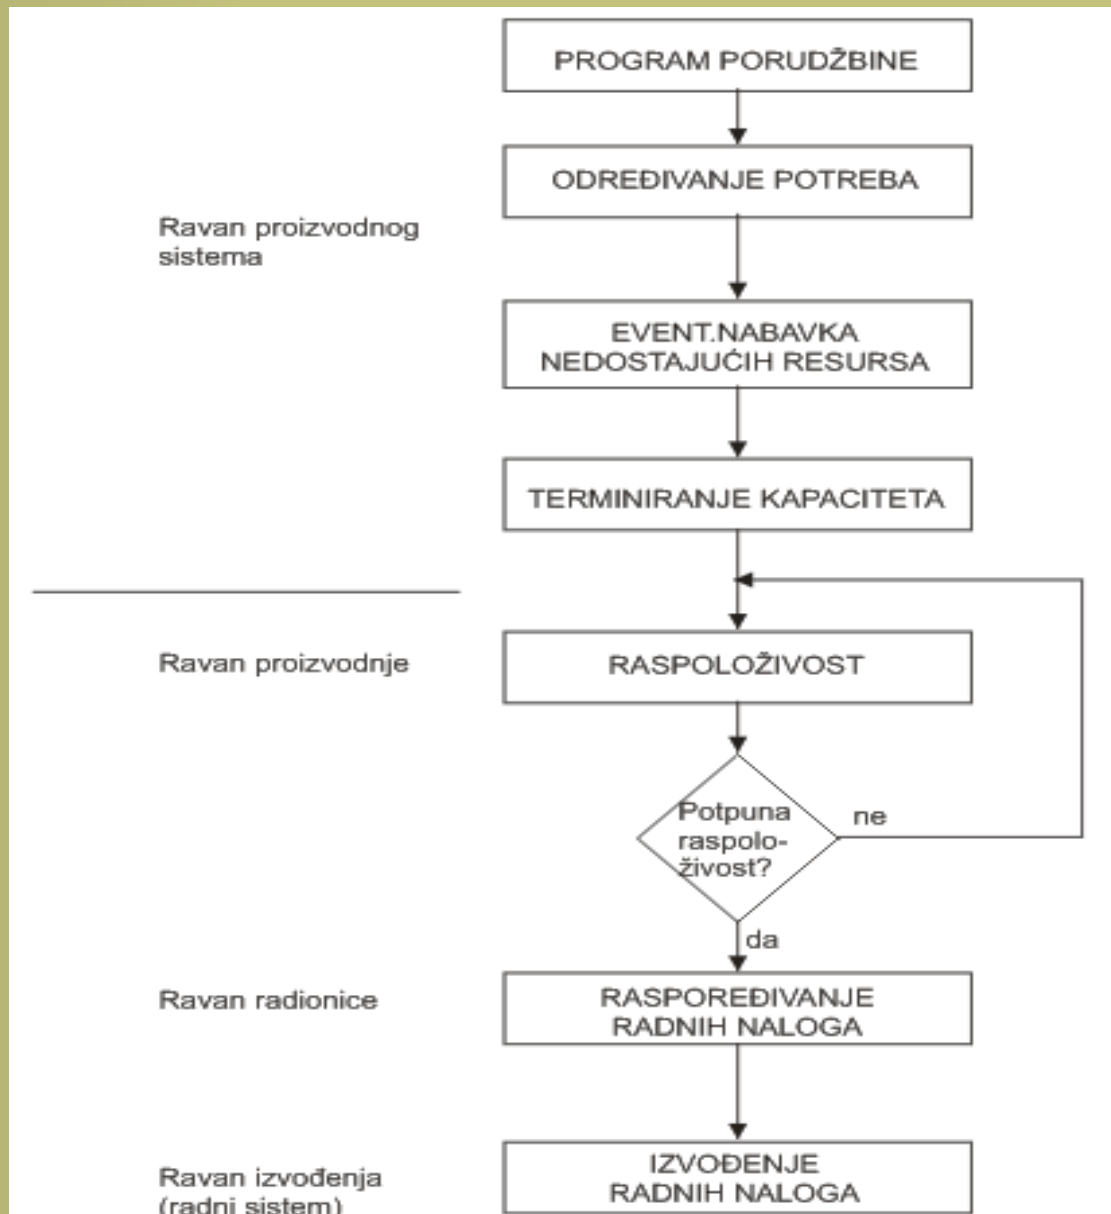 PROGRAM PORUDŽBINE
ODREĐIVANJE POTREBA
Ravan proizvodnog
sistema
EVENT.NABAVKA
NEDOSTAJUĆIH RESURSA
TERMINIRANJE KAPACITETA
Ravan proizvodnje
RASPOLOŽIVOST
Potpuna
raspolo-
živost?
ne
da
Ravan radionice
RASPOREĐIVANJE
RADNIH NALOGA
IZVOĐENJE
RADNIH NALOGA
Ravan izvođenja
(radni sistem)